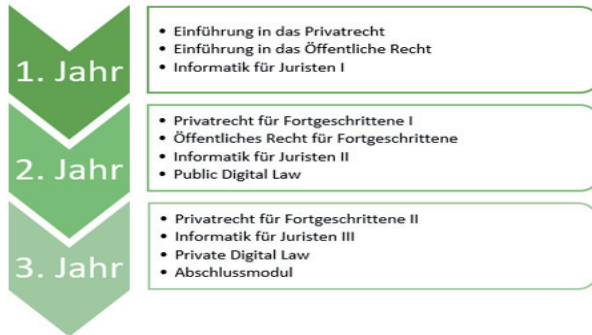 1. Jahr
• Einführung in das Privatrecht
• Einführung in das Öffentliche Recht
• Informatik für Juristen I
2. Jahr
• Privatrecht für Fortgeschrittene I
• Öffentliches Recht für Fortgeschrittene
• Informatik für Juristen II
• Public Digital Law
3. Jahr
• Privatrecht für Fortgeschrittene II
• Informatik für Juristen III
• Private Digital Law
• Abschlussmodul